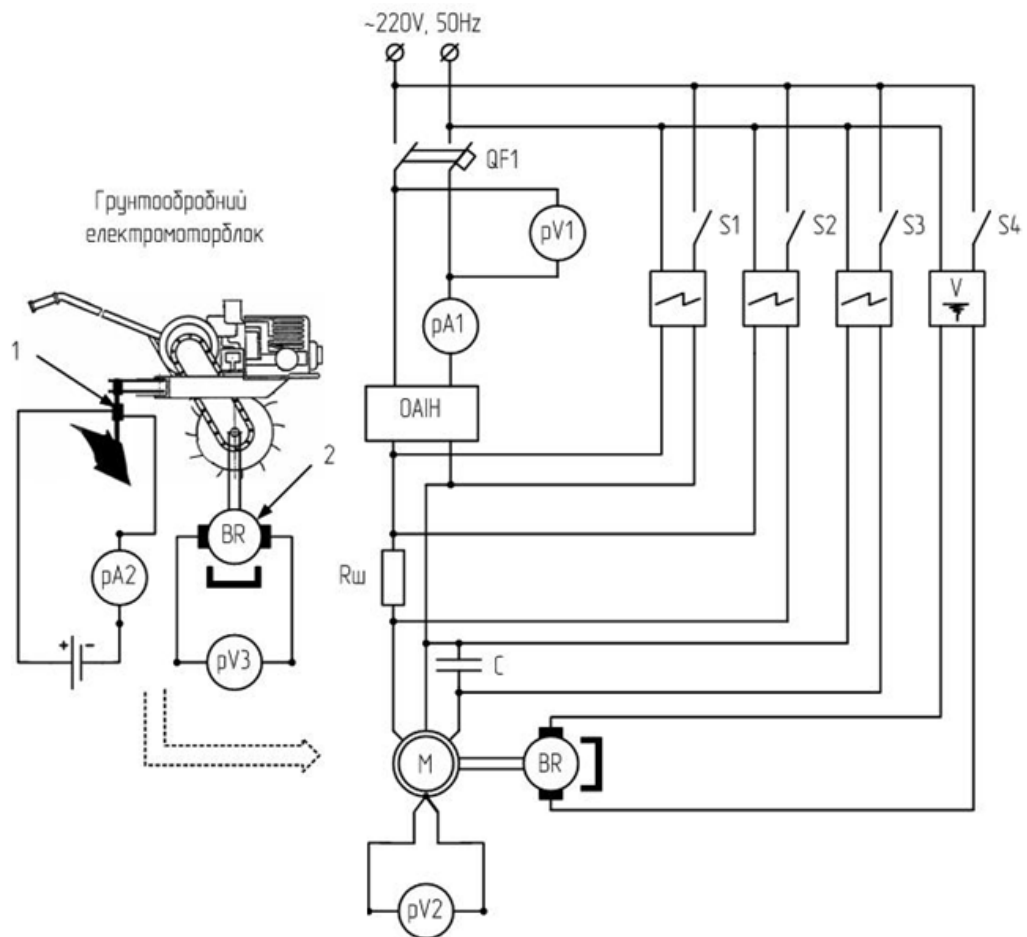 ~220V, 50Hz
QF1
Грунтообробний
електромоторблок
pV1
S1
S2
S3
S4
V
pA1
1
ОАІН
2
BR
pA2
Rш
+
-
pV3
C
M
BR
pV2